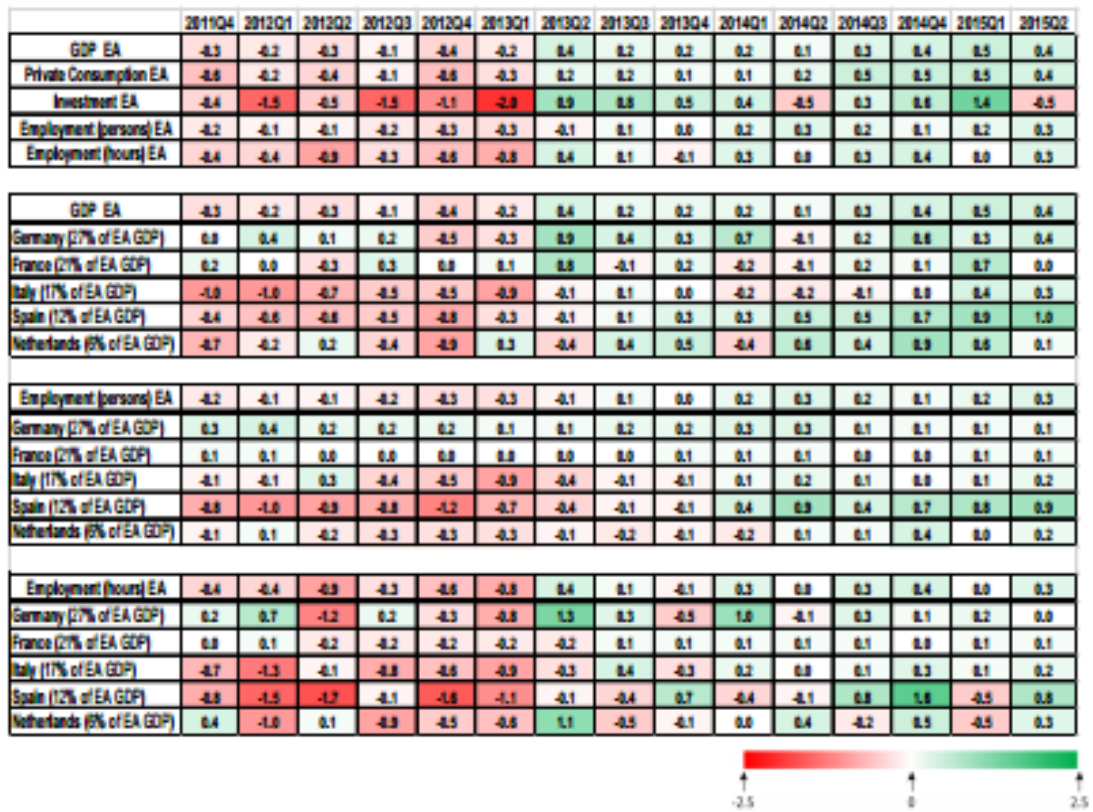 2011Q4 2012Q1 2012Q2 2012Q3 2012Q4 2013Q1 2013Q2 2013Q3 2013Q4 2014Q1 2014Q2 2014Q3 2014Q4 2015Q1 2015Q2
GDP EA -0.3 -0.2 -0.3 -0.1 -0.4 -0.2 0.4 0.2 0.2 0.2 0.1 0.3 0.4 0.5 0.4
Private Consumption EA -0.6 -0.2 -0.4 -0.1 -0.6 -0.3 0.2 0.2 0.1 0.1 0.2 0.5 0.5 0.5 0.4
Investment EA -0.4 -1.5 -0.5 -1.5 -1.1 -2.0 0.9 0.8 0.5 0.4 -0.5 0.3 0.6 1.4 -0.5
Employment (persons) EA -0.2 -0.1 -0.1 -0.2 -0.3 -0.3 -0.1 0.1 0.0 0.2 0.3 0.2 0.1 0.2 0.3
Employment (hours) EA -0.4 -0.4 -0.9 -0.3 -0.6 -0.8 0.4 0.1 -0.1 0.3 0.0 0.3 0.4 0.0 0.3
GDP EA -0.3 -0.2 -0.3 -0.1 -0.4 -0.2 0.4 0.2 0.2 0.2 0.1 0.3 0.4 0.5 0.4
Germany (27% of EA GDP) 0.0 0.4 0.1 0.2 -0.5 -0.3 0.9 0.4 0.3 0.7 -0.1 0.2 0.6 0.3 0.4
France (21% of EA GDP) 0.2 0.0 -0.3 0.3 0.0 0.1 0.8 -0.1 0.2 -0.2 -0.1 0.2 0.1 0.7 0.0
Italy (17% of EA GDP) -1.0 -1.0 -0.7 -0.5 -0.5 -0.9 -0.1 0.1 0.0 -0.2 -0.2 -0.1 0.0 0.4 0.3
Spain (12% of EA GDP) -0.4 -0.6 -0.6 -0.5 -0.8 -0.3 -0.1 0.1 0.3 0.3 0.5 0.5 0.7 0.9 1.0
Netherlands (6% of EA GDP) -0.7 -0.2 0.2 -0.4 -0.9 0.3 -0.4 0.4 0.5 -0.4 0.6 0.4 0.9 0.6 0.1
Employment (persons) EA -0.2 -0.1 -0.1 -0.2 -0.3 -0.3 -0.1 0.1 0.0 0.2 0.3 0.2 0.1 0.2 0.3
Germany (27% of EA GDP) 0.3 0.4 0.2 0.2 0.2 0.1 0.1 0.2 0.2 0.3 0.3 0.1 0.1 0.1 0.1
France (21% of EA GDP) 0.1 0.1 0.0 0.0 0.0 0.0 0.0 0.0 0.1 0.1 0.1 0.0 0.0 0.1 0.1
Italy (17% of EA GDP) -0.1 -0.1 0.3 -0.4 -0.5 -0.9 -0.4 -0.1 -0.1 0.1 0.2 0.1 0.0 0.1 0.2
Spain (12% of EA GDP) -0.8 -1.0 -0.9 -0.8 -1.2 -0.7 -0.4 -0.1 -0.1 0.4 0.9 0.4 0.7 0.8 0.9
Netherlands (6% of EA GDP) -0.1 0.1 -0.2 -0.3 -0.3 -0.3 -0.1 -0.2 -0.1 -0.2 0.1 0.1 0.4 0.0 0.2
Employment (hours) EA -0.4 -0.4 -0.9 -0.3 -0.6 -0.8 0.4 0.1 -0.1 0.3 0.0 0.3 0.4 0.0 0.3
Germany (27% of EA GDP) 0.2 0.7 -1.2 0.2 -0.3 -0.8 1.3 0.3 -0.5 1.0 -0.1 0.3 0.1 0.2 0.0
France (21% of EA GDP) 0.0 0.1 -0.2 -0.2 -0.2 -0.2 -0.2 0.1 0.1 0.1 0.1 0.1 0.0 0.1 0.1
Italy (17% of EA GDP) -0.7 -1.3 -0.1 -0.8 -0.6 -0.9 -0.3 0.4 -0.3 0.2 0.0 0.1 0.3 0.1 0.2
Spain (12% of EA GDP) -0.8 -1.5 -1.7 -0.1 -1.6 -1.1 -0.1 -0.4 0.7 -0.4 -0.1 0.8 1.6 -0.5 0.8
Netherlands (6% of EA GDP) 0.4 -1.0 0.1 -0.9 -0.5 -0.6 1.1 -0.5 -0.1 0.0 0.4 -0.2 0.5 -0.5 0.3
-2.5 0 2.5